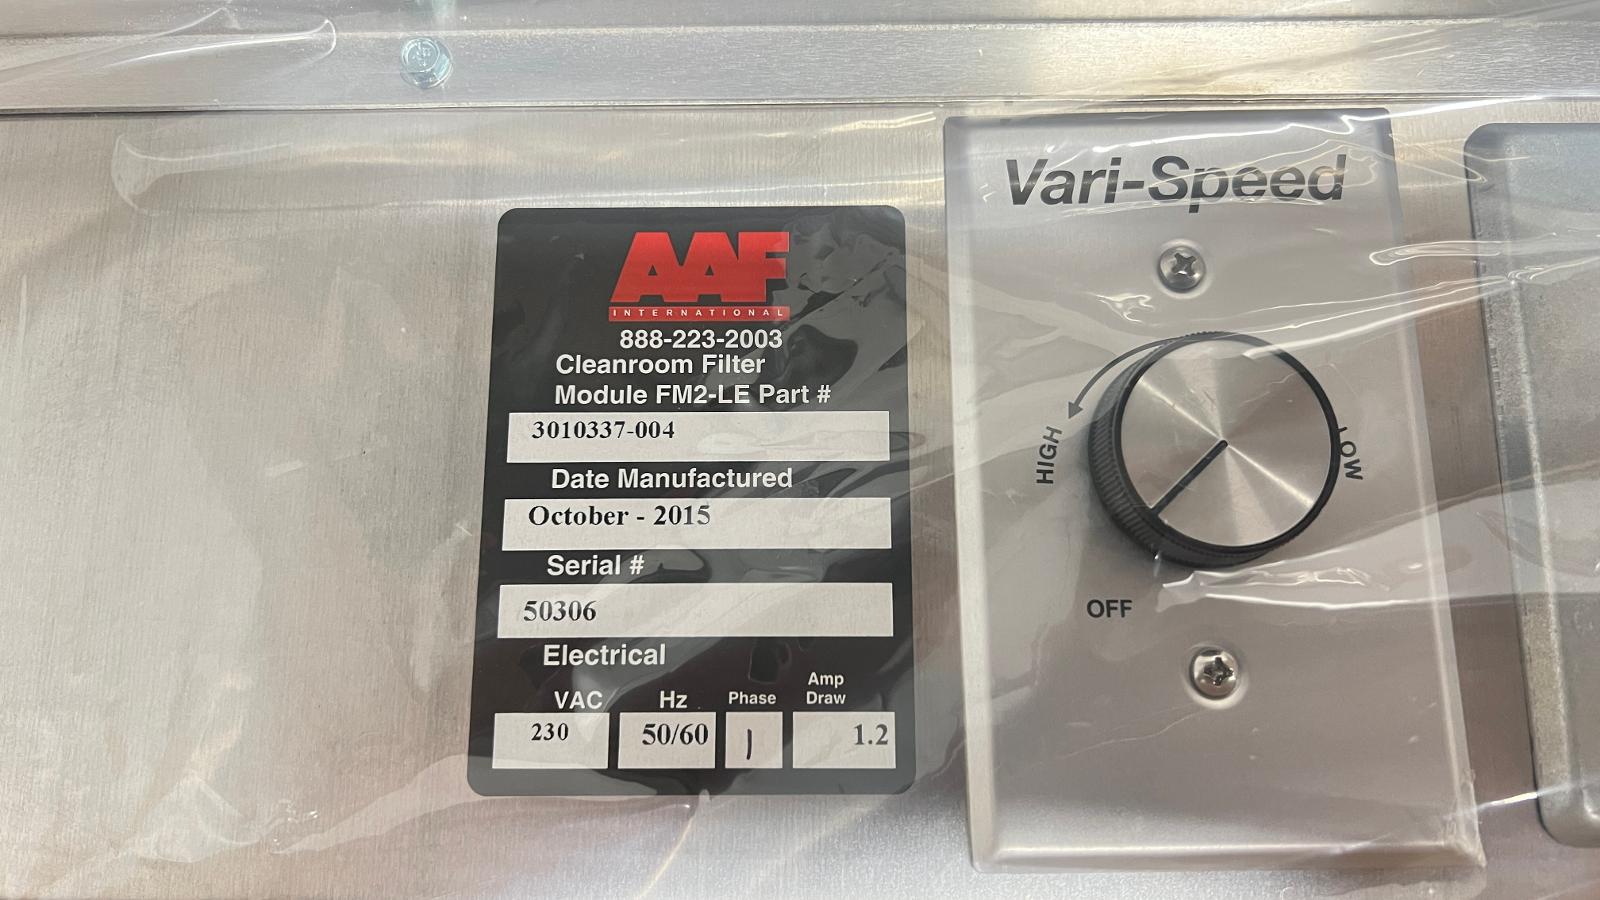 AAF
INTERNATIONAL
888-223-2003
Cleanroom Filter
Module FM2-LE Part #
3010337-004
Date Manufactured
October - 2015
Serial #
50306
Electrical
VAC Hz Phase Amp Draw
230 50/60 1 1.2
Vari-Speed
HIGH
LOW
OFF